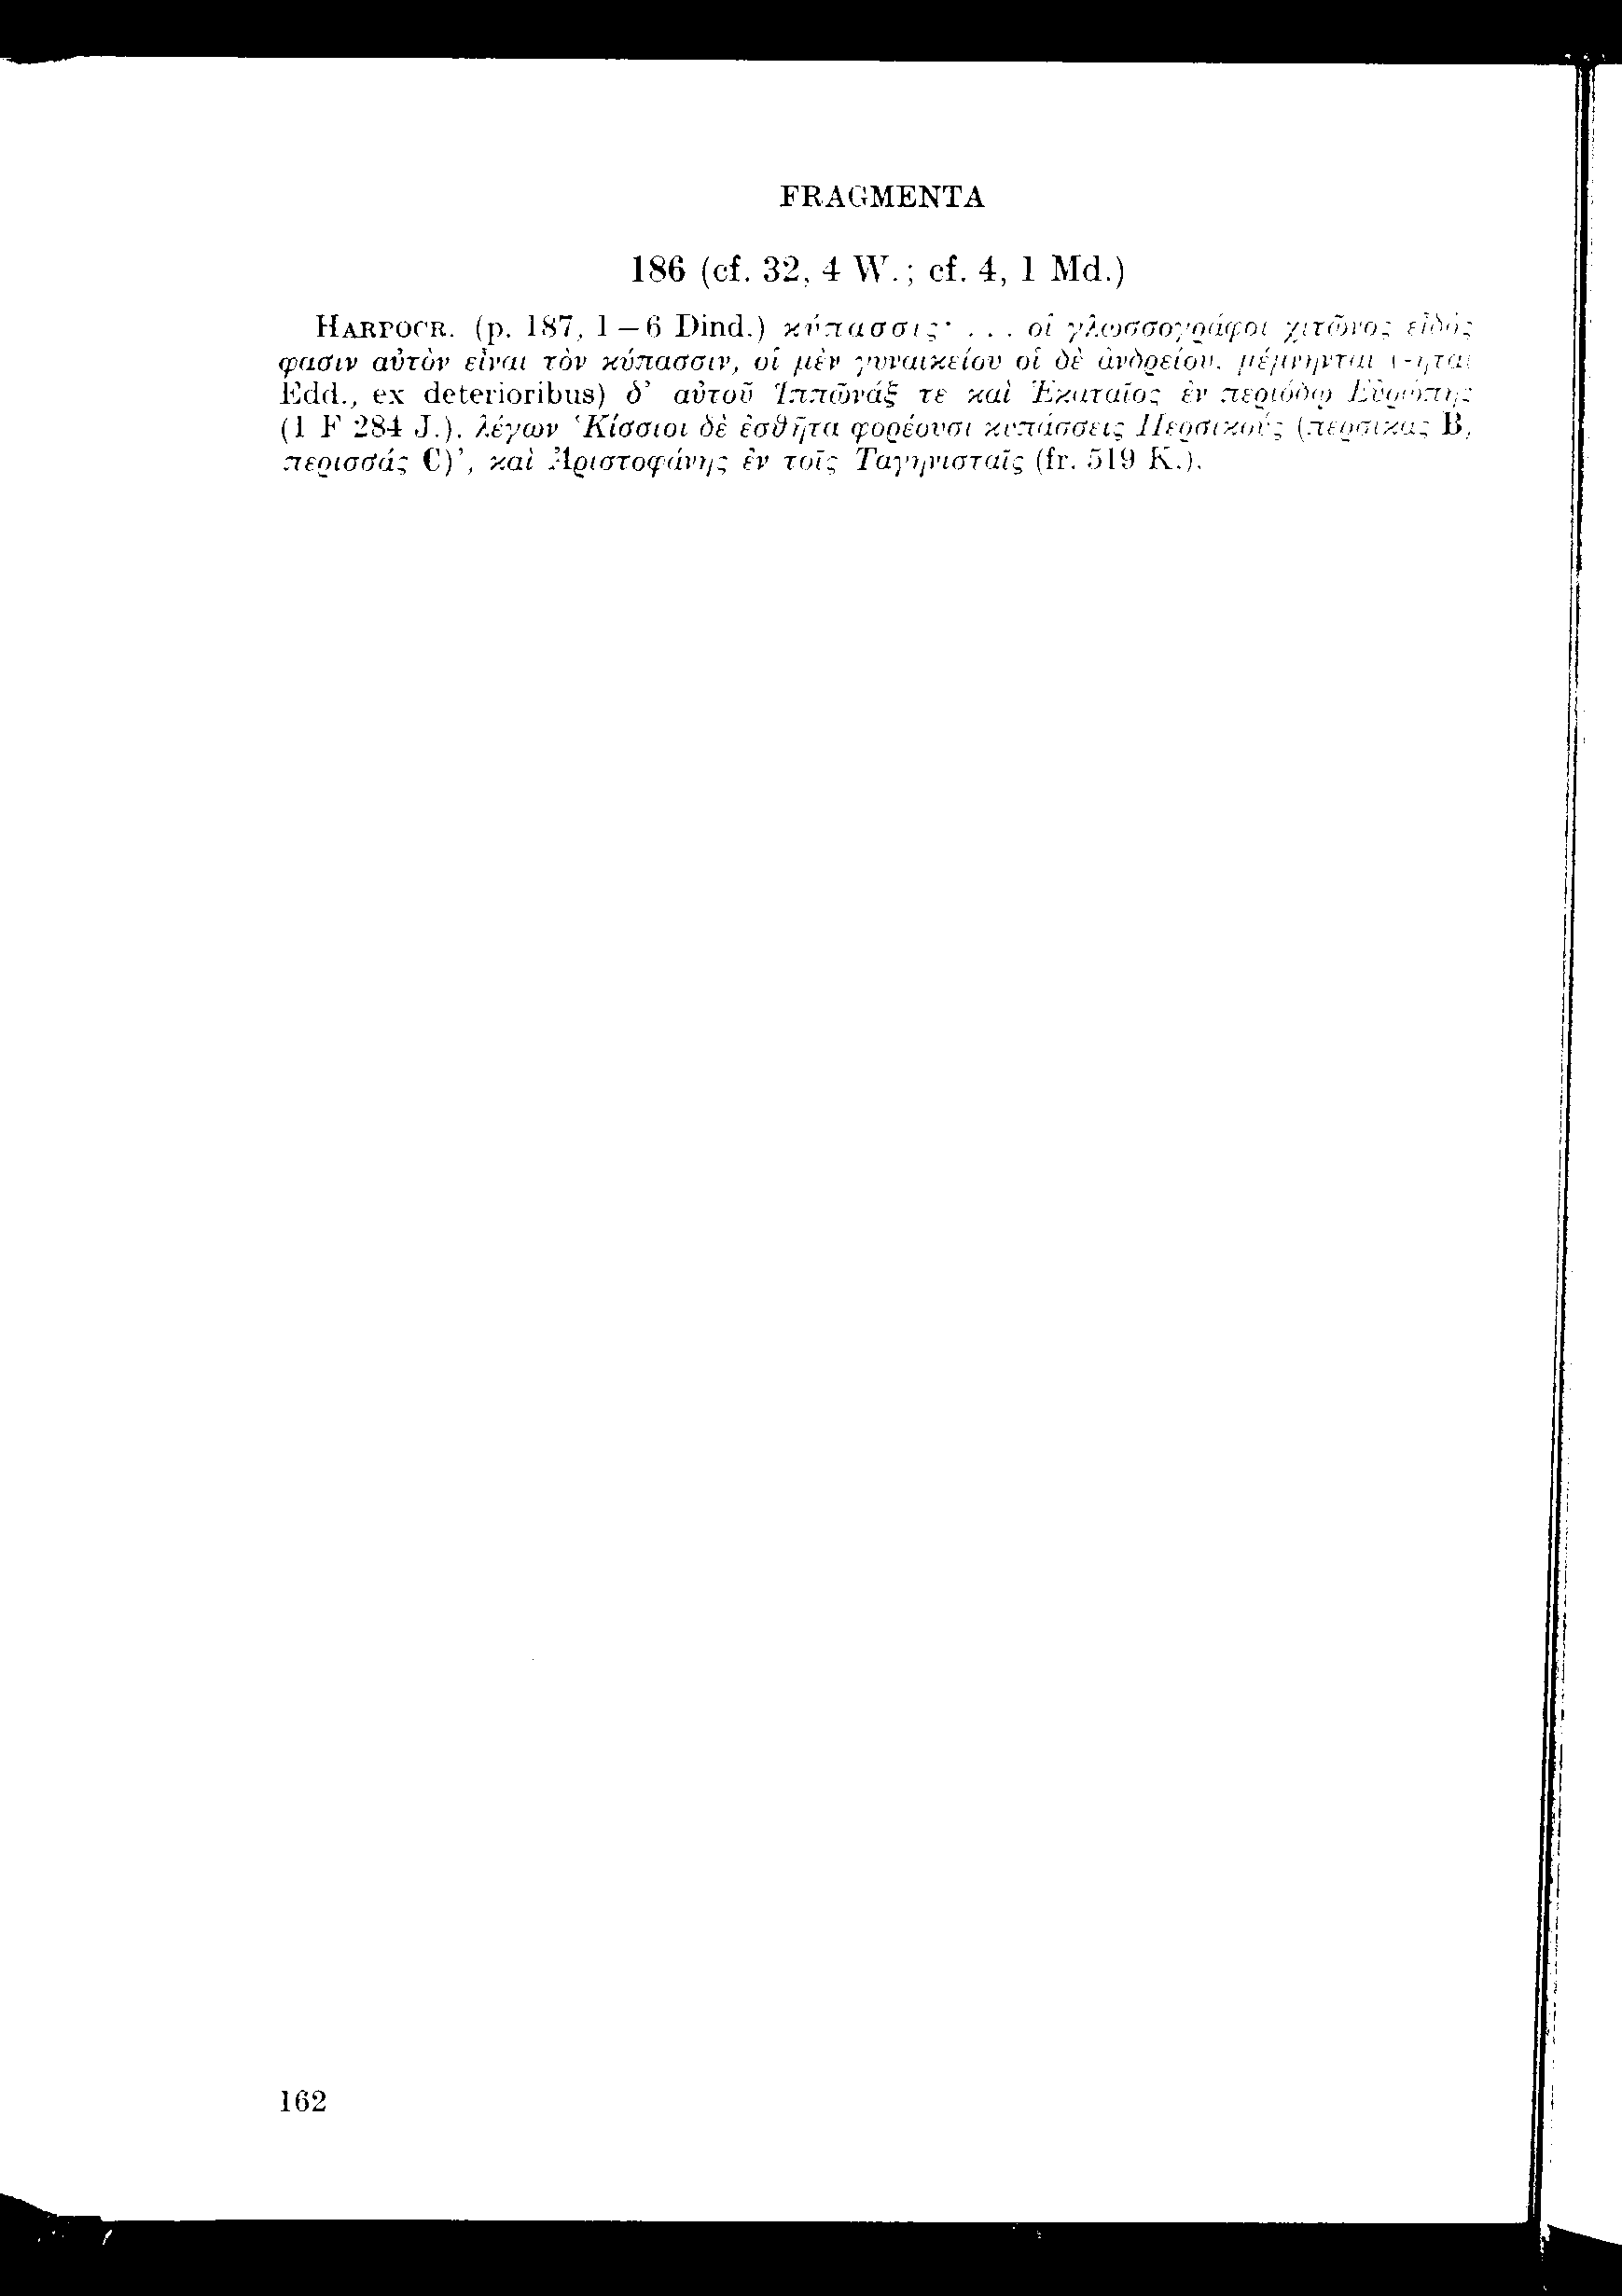 FRAGMENTA
186 (cf. 32, 4 W.; cf. 4, 1 Md.)
HARPOCR. (p. 187, 1–6 Dind.) κύπασσις· . . . οἱ γλωσσογράφοι χιτῶνος εἶδός
φασιν αὐτὸν εἶναι τὸν κύπασσιν, οἱ μὲν γυναικείου οἱ δὲ ἀνδρείου. μέμνηνται (-ηται
Edd., ex deterioribus) δ’ αὐτοῦ Ἱππῶνάξ τε καὶ Ἑκαταῖος ἐν περιόδῳ Εὐρώπης
(1 F 284 J.), λέγων ‘Κίσσιοι δὲ ἐσθῆτα φορέουσι κυπάσσεις Περσικούς (περσικας B,
περισσάς C)’, καὶ Ἀριστοφάνης ἐν τοῖς Ταγηνισταῖς (fr. 519 K.).
162